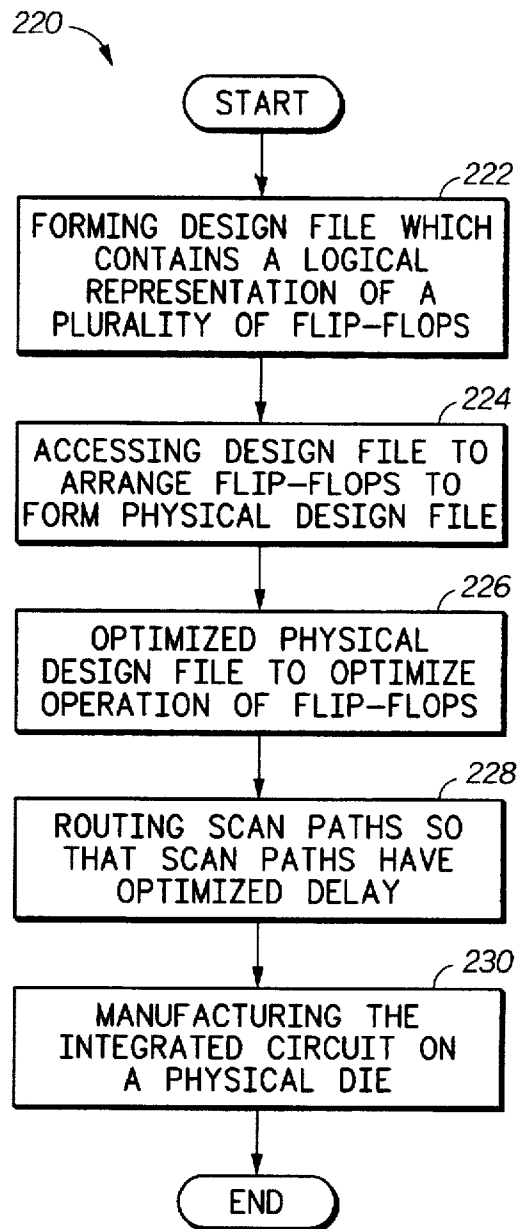 220
START
222
FORMING DESIGN FILE WHICH
CONTAINS A LOGICAL
REPRESENTATION OF A
PLURALITY OF FLIP-FLOPS
224
ACCESSING DESIGN FILE TO
ARRANGE FLIP-FLOPS TO
FORM PHYSICAL DESIGN FILE
226
OPTIMIZED PHYSICAL
DESIGN FILE TO OPTIMIZE
OPERATION OF FLIP-FLOPS
228
ROUTING SCAN PATHS SO
THAT SCAN PATHS HAVE
OPTIMIZED DELAY
230
MANUFACTURING THE
INTEGRATED CIRCUIT ON
A PHYSICAL DIE
END